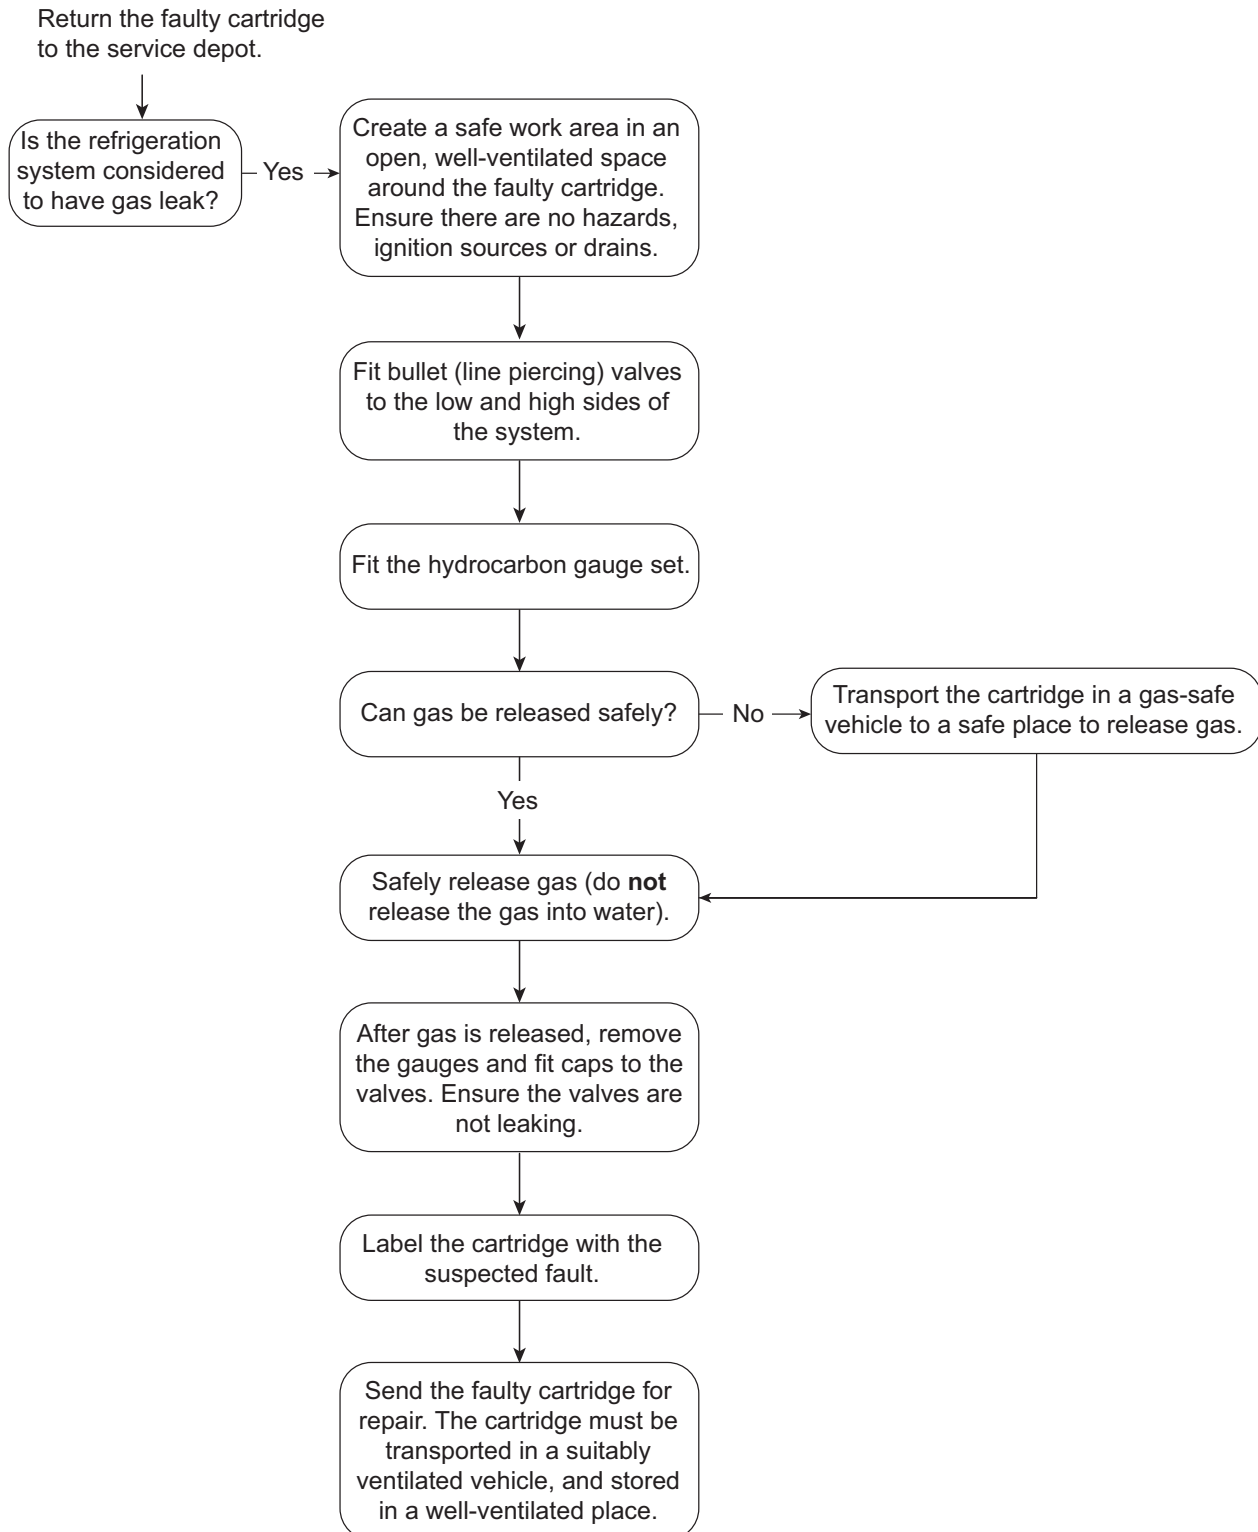 Return the faulty cartridge
to the service depot.
Is the refrigeration
system considered
to have gas leak?
Yes
Create a safe work area in an
open, well-ventilated space
around the faulty cartridge.
Ensure there are no hazards,
ignition sources or drains.
Fit bullet (line piercing) valves
to the low and high sides of
the system.
Fit the hydrocarbon gauge set.
Can gas be released safely?
No
Transport the cartridge in a gas-safe
vehicle to a safe place to release gas.
Yes
Safely release gas (do not
release the gas into water).
After gas is released, remove
the gauges and fit caps to the
valves. Ensure the valves are
not leaking.
Label the cartridge with the
suspected fault.
Send the faulty cartridge for
repair. The cartridge must be
transported in a suitably
ventilated vehicle, and stored
in a well-ventilated place.